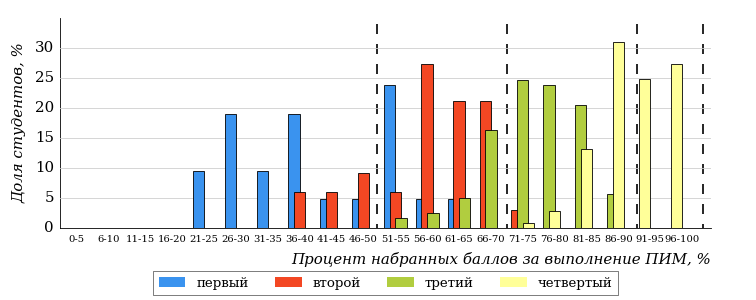 Доля студентов, %
30
25
20
15
10
5
0
0-5 6-10 11-15 16-20 21-25 26-30 31-35 36-40 41-45 46-50 51-55 56-60 61-65 66-70 71-75 76-80 81-85 86-90 91-95 96-100
Процент набранных баллов за выполнение ПИМ, %
первый второй третий четвертый